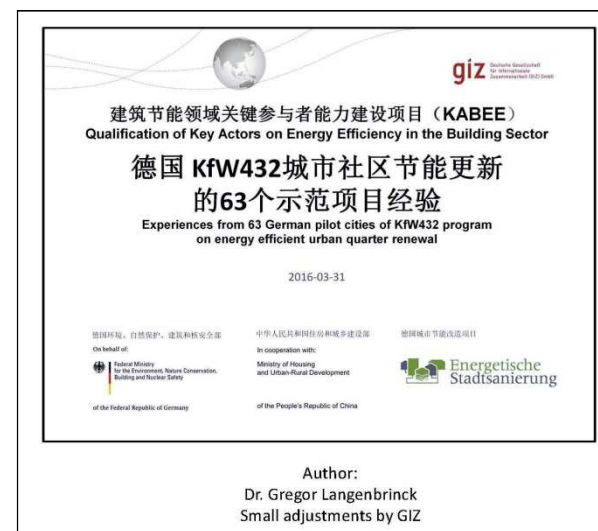 giz Deutsche Gesellschaft
für Internationale
Zusammenarbeit (GIZ) GmbH
建筑节能领域关键参与者能力建设项目（KABEE）
Qualification of Key Actors on Energy Efficiency in the Building Sector
德国 KfW432城市社区节能更新
的63个示范项目经验
Experiences from 63 German pilot cities of KfW432 program
on energy efficient urban quarter renewal
2016-03-31
德国环境、自然保护、建筑和核安全部
On behalf of:
Federal Ministry
for the Environment, Nature Conservation,
Building and Nuclear Safety
of the Federal Republic of Germany
中华人民共和国住房和城乡建设部
In cooperation with:
Ministry of Housing
and Urban-Rural Development
of the People's Republic of China
德国城市节能改造项目
Energetische
Stadtsanierung
Author:
Dr. Gregor Langenbrinck
Small adjustments by GIZ